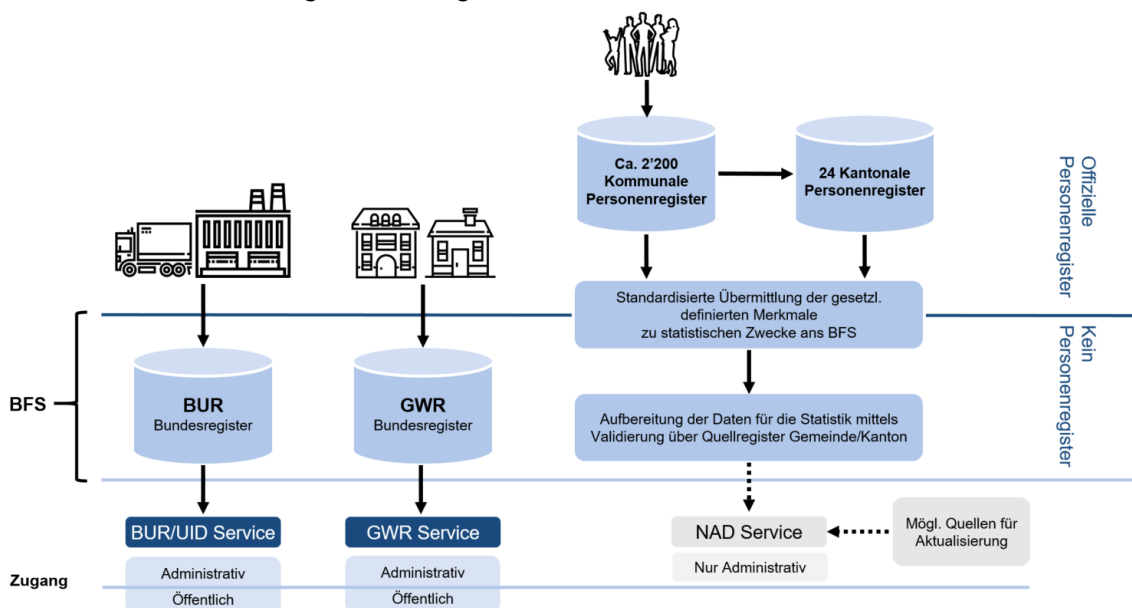 Ca. 2'200
Kommunale
Personenregister
24 Kantonale
Personenregister
Offizielle
Personenregister
Standardisierte Übermittlung der gesetzl.
definierten Merkmale
zu statistischen Zwecke ans BFS
Kein
Personenregister
BFS
BUR
Bundesregister
GWR
Bundesregister
Aufbereitung der Daten für die Statistik mittels
Validierung über Quellregister Gemeinde/Kanton
BUR/UID Service
GWR Service
NAD Service
Mögl. Quellen für
Aktualisierung
Zugang
Administrativ
Öffentlich
Administrativ
Öffentlich
Nur Administrativ